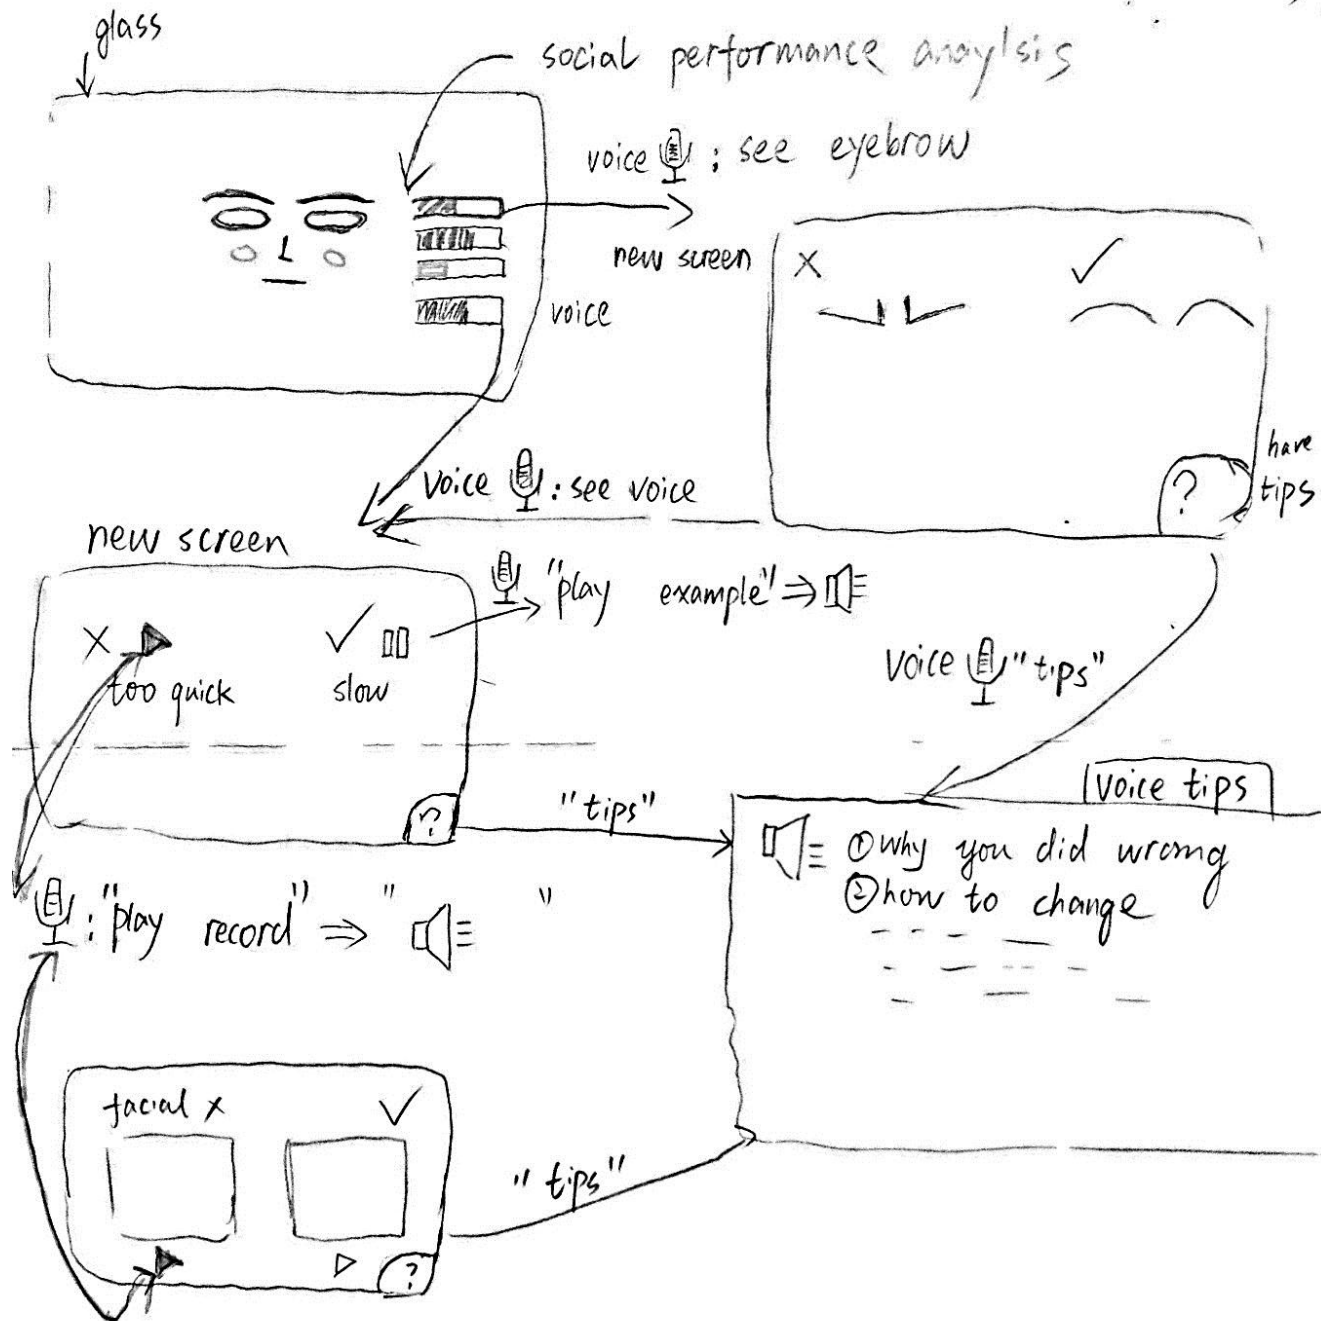 glass
social performance anaylsis
voice : see eyebrow
new screen
voice
have
tips
?
voice : see voice
new screen
"play example" ⇒
too quick
slow
voice "tips"
?
"tips"
voice tips
① why you did wrong
② how to change
: "play record" ⇒ " "
facial x
?
"tips"